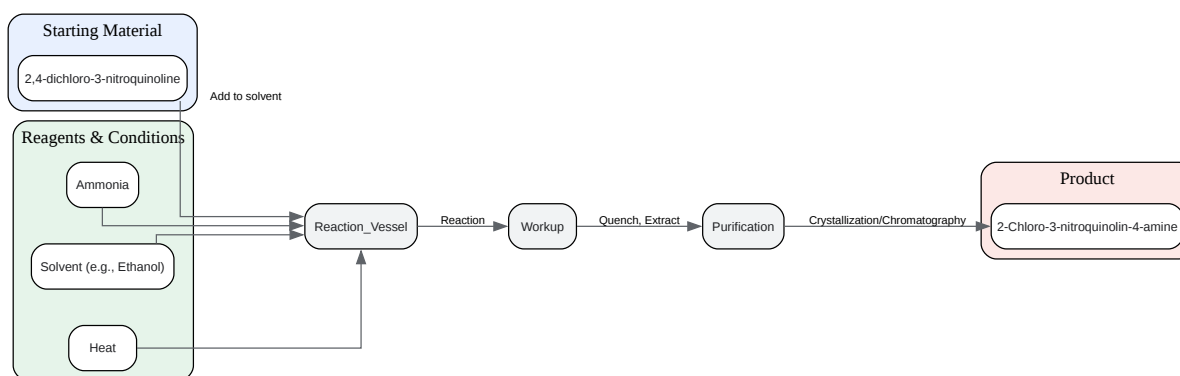 Starting Material
2,4-dichloro-3-nitroquinoline
Add to solvent
Reagents & Conditions
Ammonia
Solvent (e.g., Ethanol)
Heat
Reaction_Vessel
Reaction
Workup
Quench, Extract
Purification
Crystallization/Chromatography
Product
2-Chloro-3-nitroquinolin-4-amine